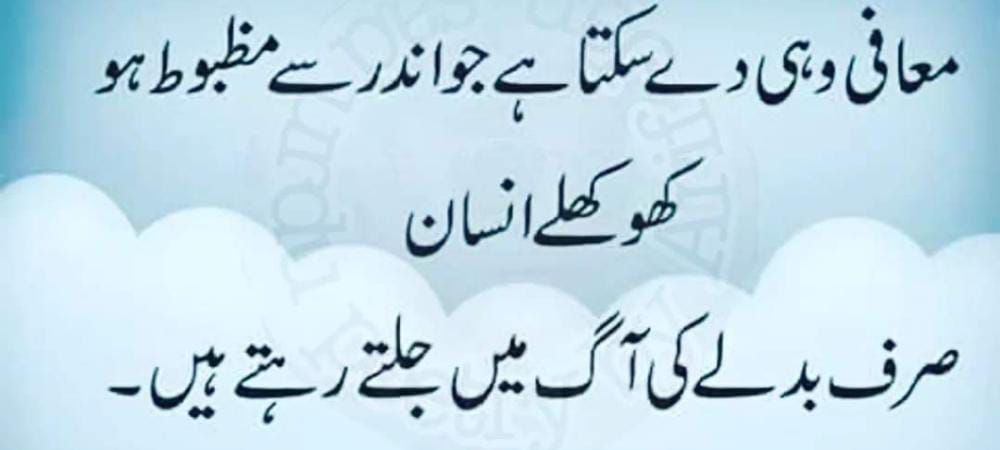 معافی وہی دے سکتا ہے جو اندر سے مظبوط ہو
کھوکھلے انسان
صرف بدلے کی آگ میں جلتے رہتے ہیں۔